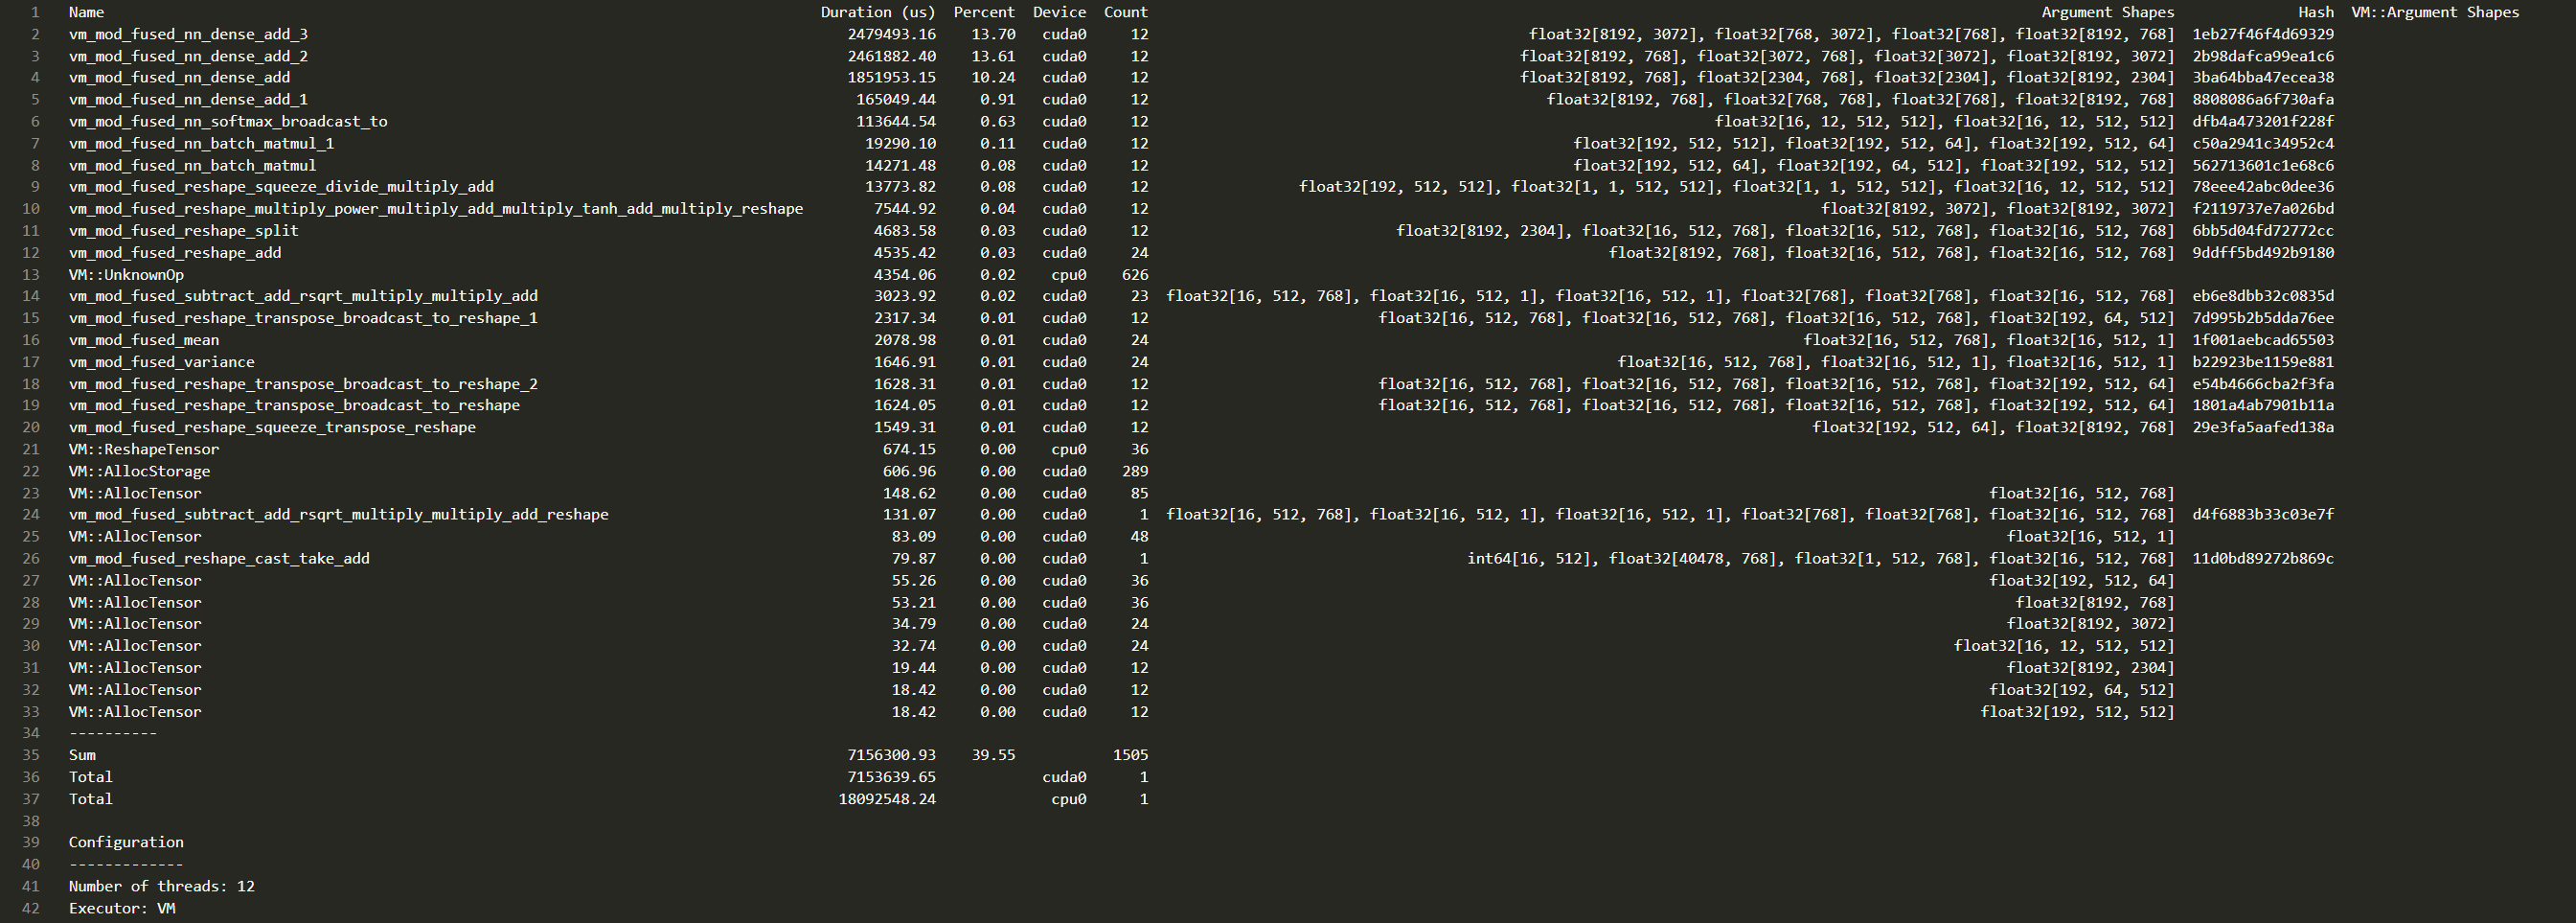 1 Name Duration (us) Percent Device Count Argument Shapes Hash VM::Argument Shapes
2 vm_mod_fused_nn_dense_add_3 2479493.16 13.70 cuda0 12 float32[8192, 3072], float32[768, 3072], float32[768], float32[8192, 768] 1eb27f46f4d69329
3 vm_mod_fused_nn_dense_add_2 2461882.40 13.61 cuda0 12 float32[8192, 768], float32[3072, 768], float32[3072], float32[8192, 3072] 2b98dafca99ea1c6
4 vm_mod_fused_nn_dense_add 1851953.15 10.24 cuda0 12 float32[8192, 768], float32[2304, 768], float32[2304], float32[8192, 2304] 3ba64bba47ecea38
5 vm_mod_fused_nn_dense_add_1 165049.44 0.91 cuda0 12 float32[8192, 768], float32[768, 768], float32[768], float32[8192, 768] 8808086a6f730afa
6 vm_mod_fused_nn_softmax_broadcast_to 113644.54 0.63 cuda0 12 float32[16, 12, 512, 512], float32[16, 12, 512, 512] dfb4a473201f228f
7 vm_mod_fused_nn_batch_matmul_1 19290.10 0.11 cuda0 12 float32[192, 512, 512], float32[192, 512, 64], float32[192, 512, 64] c50a2941c34952c4
8 vm_mod_fused_nn_batch_matmul 14271.48 0.08 cuda0 12 float32[192, 512, 64], float32[192, 64, 512], float32[192, 512, 512] 562713601c1e68c6
9 vm_mod_fused_reshape_squeeze_divide_multiply_add 13773.82 0.08 cuda0 12 float32[192, 512, 512], float32[1, 1, 512, 512], float32[1, 1, 512, 512], float32[16, 12, 512, 512] 78eee42abc0dee36
10 vm_mod_fused_reshape_multiply_power_multiply_add_multiply_tanh_add_multiply_reshape 7544.92 0.04 cuda0 12 float32[8192, 3072], float32[8192, 3072] f2119737e7a026bd
11 vm_mod_fused_reshape_split 4683.58 0.03 cuda0 12 float32[8192, 2304], float32[16, 512, 768], float32[16, 512, 768], float32[16, 512, 768] 6bb5d04fd72772cc
12 vm_mod_fused_reshape_add 4535.42 0.03 cuda0 24 float32[8192, 768], float32[16, 512, 768], float32[16, 512, 768] 9ddff5bd492b9180
13 VM::UnknownOp 4354.06 0.02 cpu0 626
14 vm_mod_fused_subtract_add_rsqrt_multiply_multiply_add 3023.92 0.02 cuda0 23 float32[16, 512, 768], float32[16, 512, 1], float32[16, 512, 1], float32[768], float32[768], float32[16, 512, 768] eb6e8dbb32c0835d
15 vm_mod_fused_reshape_transpose_broadcast_to_reshape_1 2317.34 0.01 cuda0 12 float32[16, 512, 768], float32[16, 512, 768], float32[16, 512, 768], float32[192, 64, 512] 7d995b2b5dda76ee
16 vm_mod_fused_mean 2078.98 0.01 cuda0 24 float32[16, 512, 768], float32[16, 512, 1] 1f001aebcad65503
17 vm_mod_fused_variance 1646.91 0.01 cuda0 24 float32[16, 512, 768], float32[16, 512, 1], float32[16, 512, 1] b22923be1159e881
18 vm_mod_fused_reshape_transpose_broadcast_to_reshape_2 1628.31 0.01 cuda0 12 float32[16, 512, 768], float32[16, 512, 768], float32[16, 512, 768], float32[192, 512, 64] e54b4666cba2f3fa
19 vm_mod_fused_reshape_transpose_broadcast_to_reshape 1624.05 0.01 cuda0 12 float32[16, 512, 768], float32[16, 512, 768], float32[16, 512, 768], float32[192, 512, 64] 1801a4ab7901b11a
20 vm_mod_fused_reshape_squeeze_transpose_reshape 1549.31 0.01 cuda0 12 float32[192, 512, 64], float32[8192, 768] 29e3fa5aafed138a
21 VM::ReshapeTensor 674.15 0.00 cpu0 36
22 VM::AllocStorage 606.96 0.00 cuda0 289
23 VM::AllocTensor 148.62 0.00 cuda0 85 float32[16, 512, 768]
24 vm_mod_fused_subtract_add_rsqrt_multiply_multiply_add_reshape 131.07 0.00 cuda0 1 float32[16, 512, 768], float32[16, 512, 1], float32[16, 512, 1], float32[768], float32[768], float32[16, 512, 768] d4f6883b33c03e7f
25 VM::AllocTensor 83.09 0.00 cuda0 48 float32[16, 512, 1]
26 vm_mod_fused_reshape_cast_take_add 79.87 0.00 cuda0 1 int64[16, 512], float32[40478, 768], float32[1, 512, 768], float32[16, 512, 768] 11d0bd89272b869c
27 VM::AllocTensor 55.26 0.00 cuda0 36 float32[192, 512, 64]
28 VM::AllocTensor 53.21 0.00 cuda0 36 float32[8192, 768]
29 VM::AllocTensor 34.79 0.00 cuda0 24 float32[8192, 3072]
30 VM::AllocTensor 32.74 0.00 cuda0 24 float32[16, 12, 512, 512]
31 VM::AllocTensor 19.44 0.00 cuda0 12 float32[8192, 2304]
32 VM::AllocTensor 18.42 0.00 cuda0 12 float32[192, 64, 512]
33 VM::AllocTensor 18.42 0.00 cuda0 12 float32[192, 512, 512]
34 ----------
35 Sum 7156300.93 39.55 1505
36 Total 7153639.65 cuda0 1
37 Total 18092548.24 cpu0 1
38
39 Configuration
40 -------------
41 Number of threads: 12
42 Executor: VM